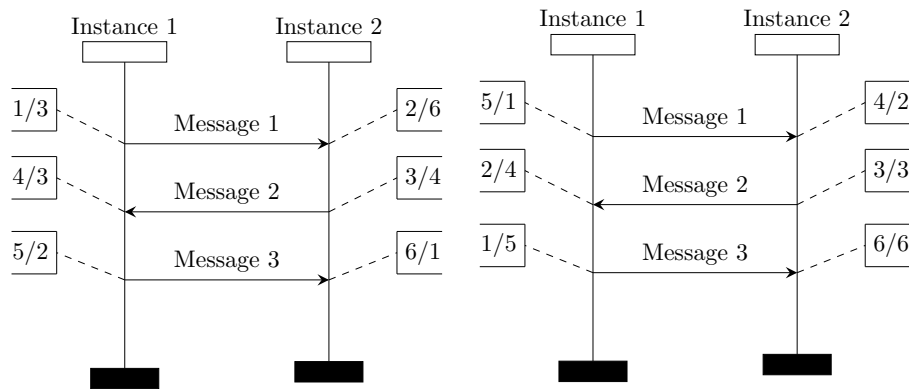 Instance 1
Instance 2
1/3
Message 1
2/6
4/3
Message 2
3/4
5/2
Message 3
6/1
Instance 1
Instance 2
5/1
Message 1
4/2
2/4
Message 2
3/3
1/5
Message 3
6/6